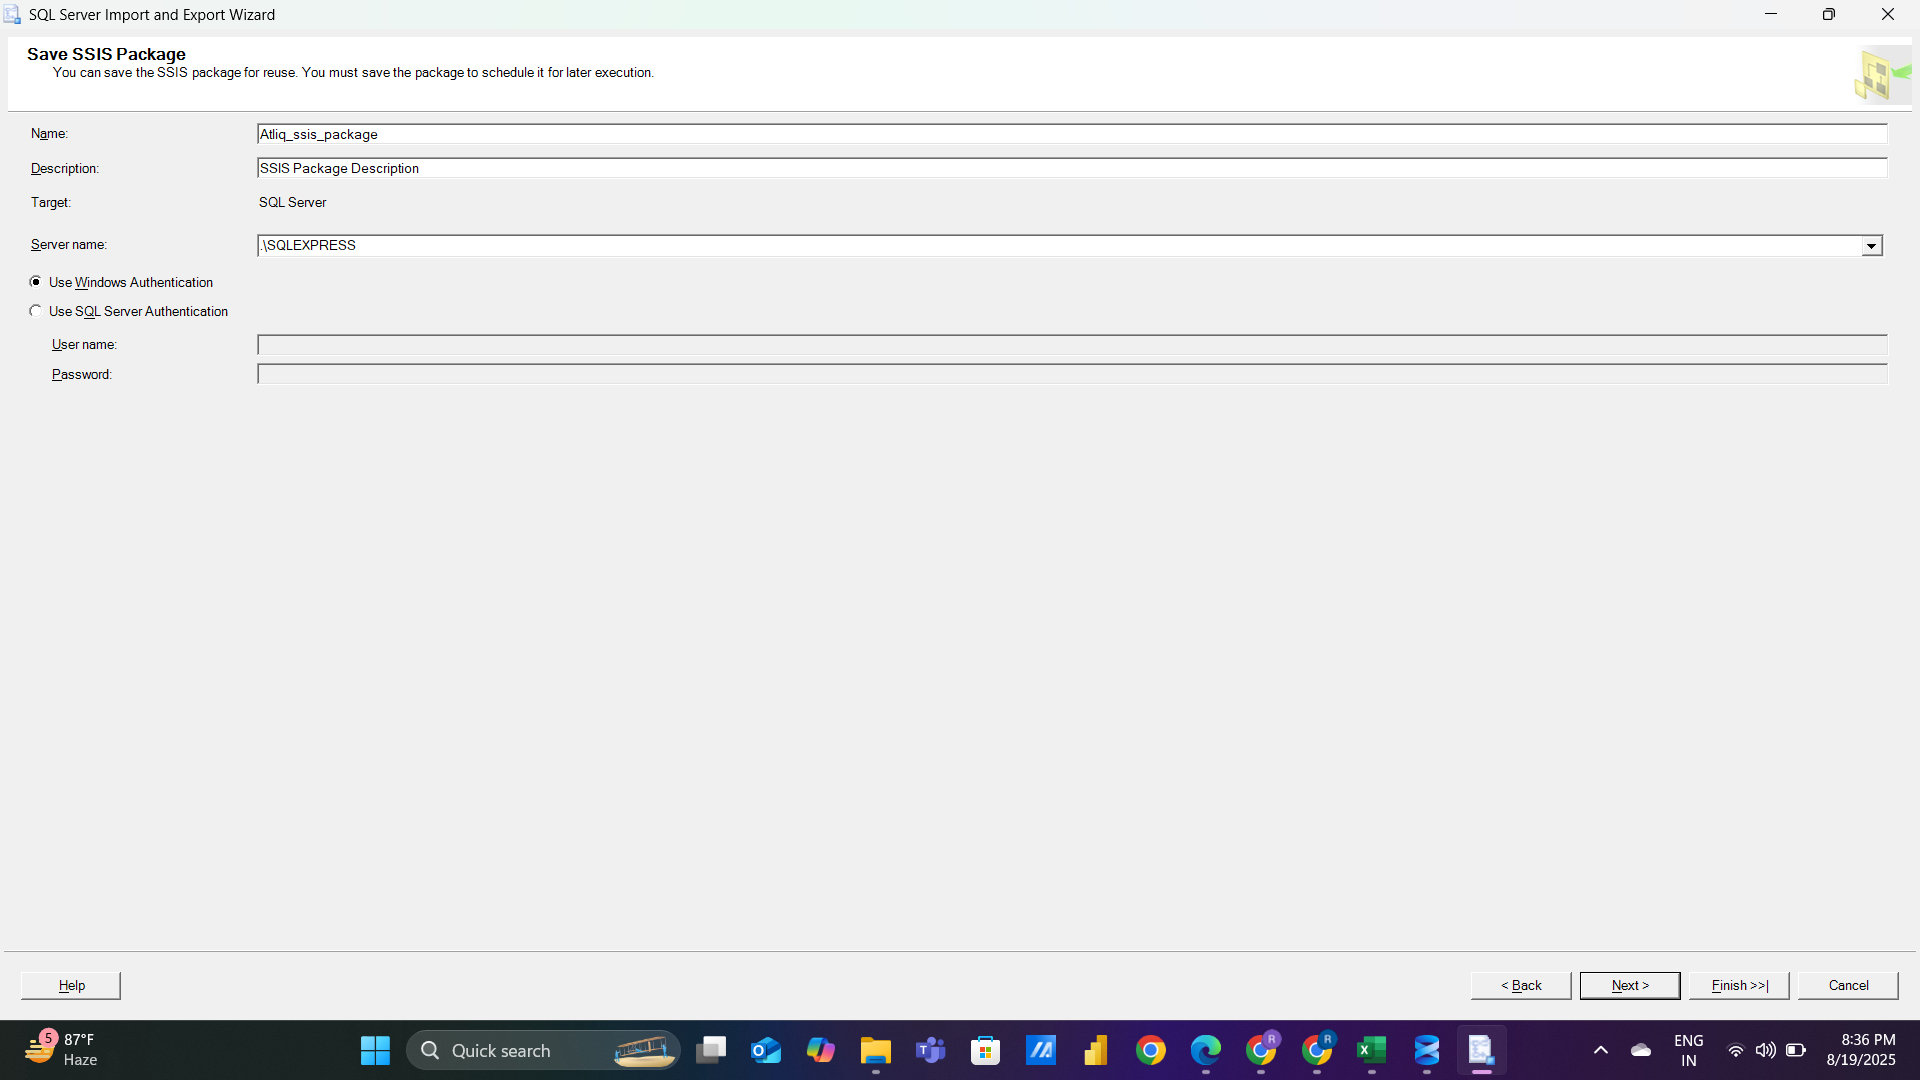 SQL Server Import and Export Wizard
Save SSIS Package
You can save the SSIS package for reuse. You must save the package to schedule it for later execution.
Name: Atliq_ssis_package
Description: SSIS Package Description
Target: SQL Server
Server name: .\SQLEXPRESS
Use Windows Authentication
Use SQL Server Authentication
User name:
Password:
Help < Back Next > Finish >>| Cancel
5 87°F
Haze
Quick search
R
R
ENG
IN
8:36 PM
8/19/2025